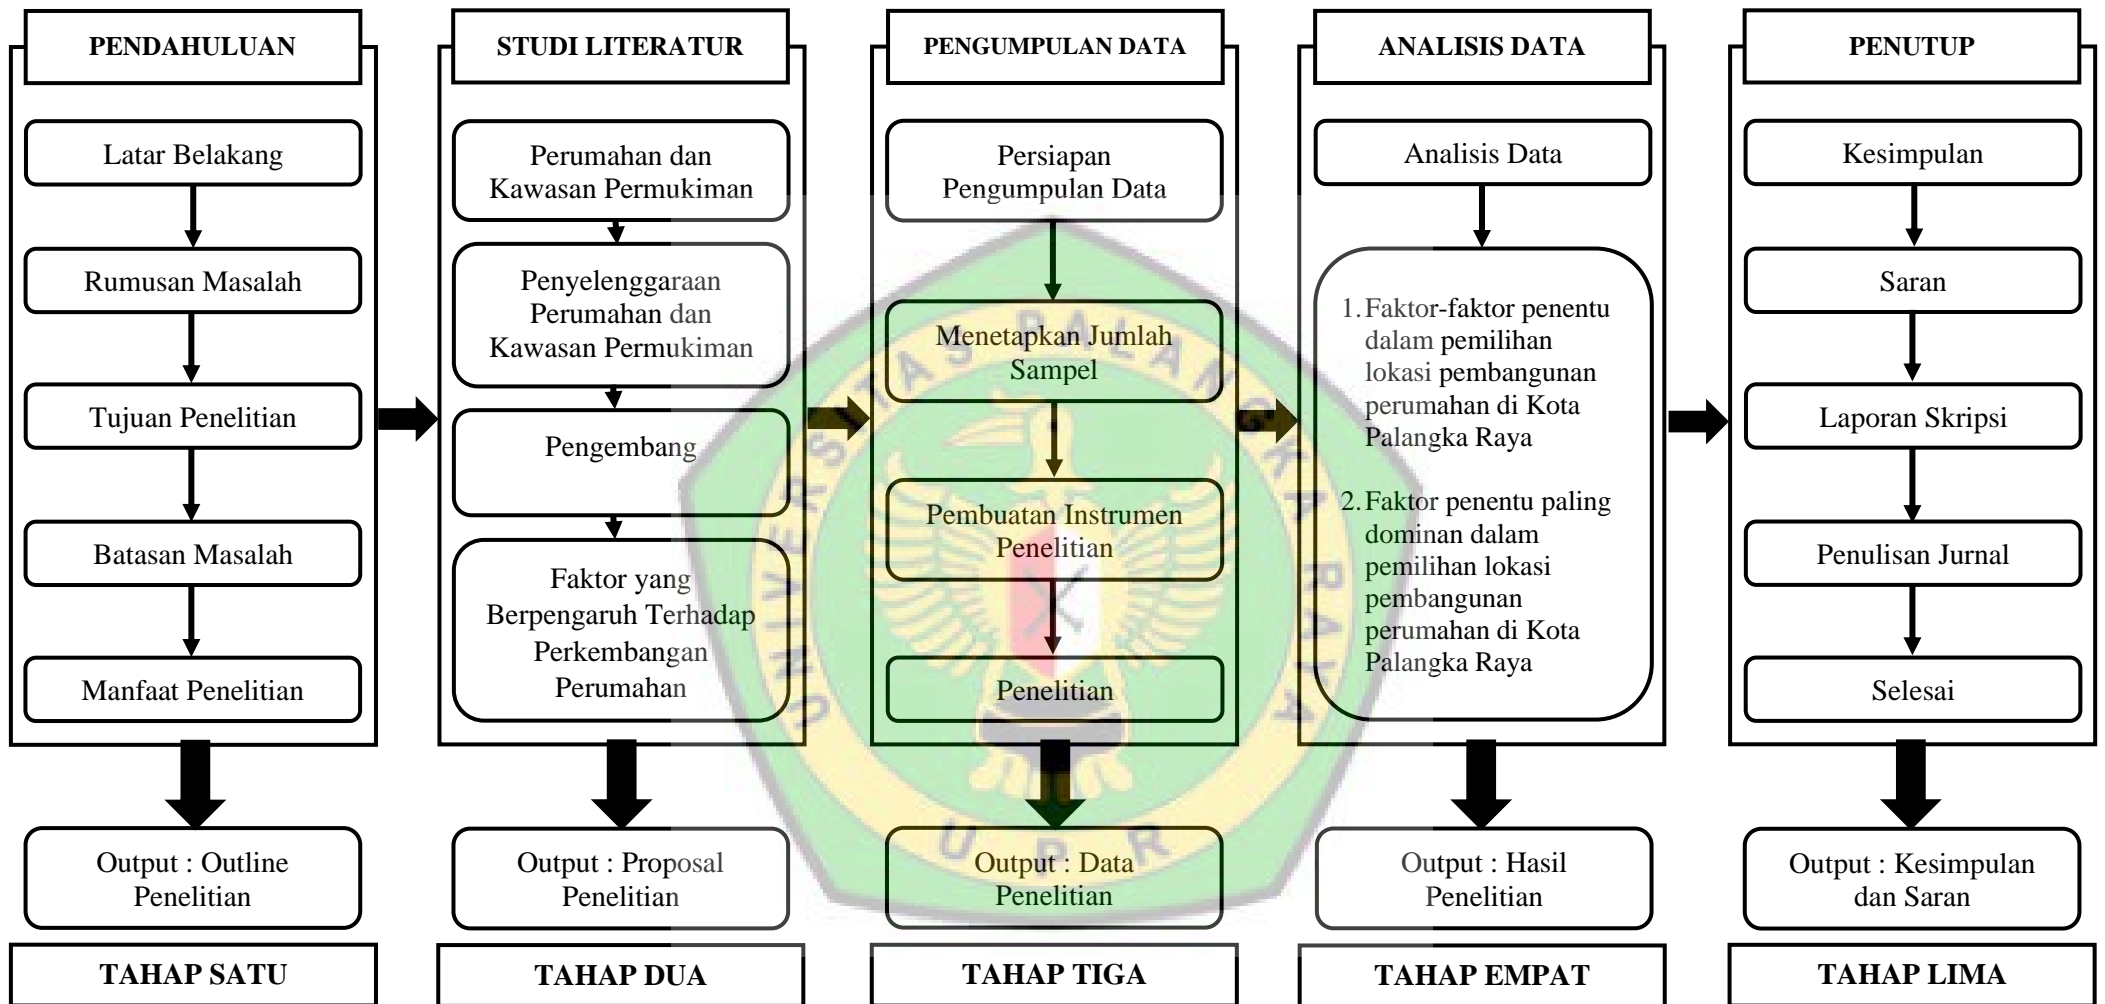 PENDAHULUAN
Latar Belakang
Rumusan Masalah
Tujuan Penelitian
Batasan Masalah
Manfaat Penelitian
Output : Outline
Penelitian
TAHAP SATU
STUDI LITERATUR
Perumahan dan
Kawasan Permukiman
Penyelenggaraan
Perumahan dan
Kawasan Permukiman
Pengembang
Faktor yang
Berpengaruh Terhadap
Perkembangan
Perumahan
Output : Proposal
Penelitian
TAHAP DUA
PENGUMPULAN DATA
Persiapan
Pengumpulan Data
Menetapkan Jumlah
Sampel
Pembuatan Instrumen
Penelitian
Penelitian
Output : Data
Penelitian
TAHAP TIGA
ANALISIS DATA
Analisis Data
1. Faktor-faktor penentu
dalam pemilihan
lokasi pembangunan
perumahan di Kota
Palangka Raya
2. Faktor penentu paling
dominan dalam
pemilihan lokasi
pembangunan
perumahan di Kota
Palangka Raya
Output : Hasil
Penelitian
TAHAP EMPAT
PENUTUP
Kesimpulan
Saran
Laporan Skripsi
Penulisan Jurnal
Selesai
Output : Kesimpulan
dan Saran
TAHAP LIMA
UNIVERSITAS PALANGKA RAYA
UPR